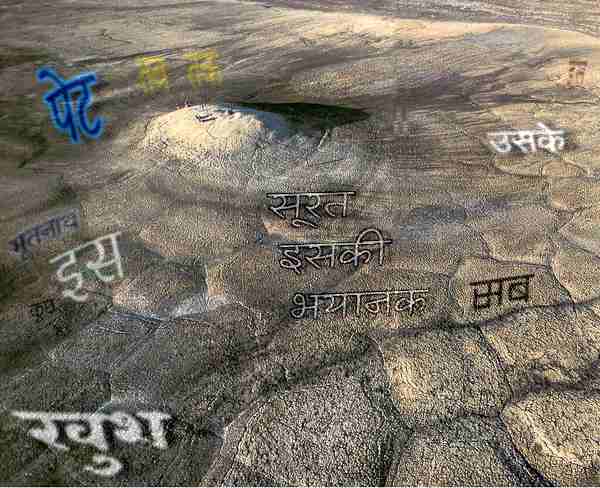 पेट
उसके
सूरत
इसकी
भयानक
सब
भूतनाथ
इस
खुश